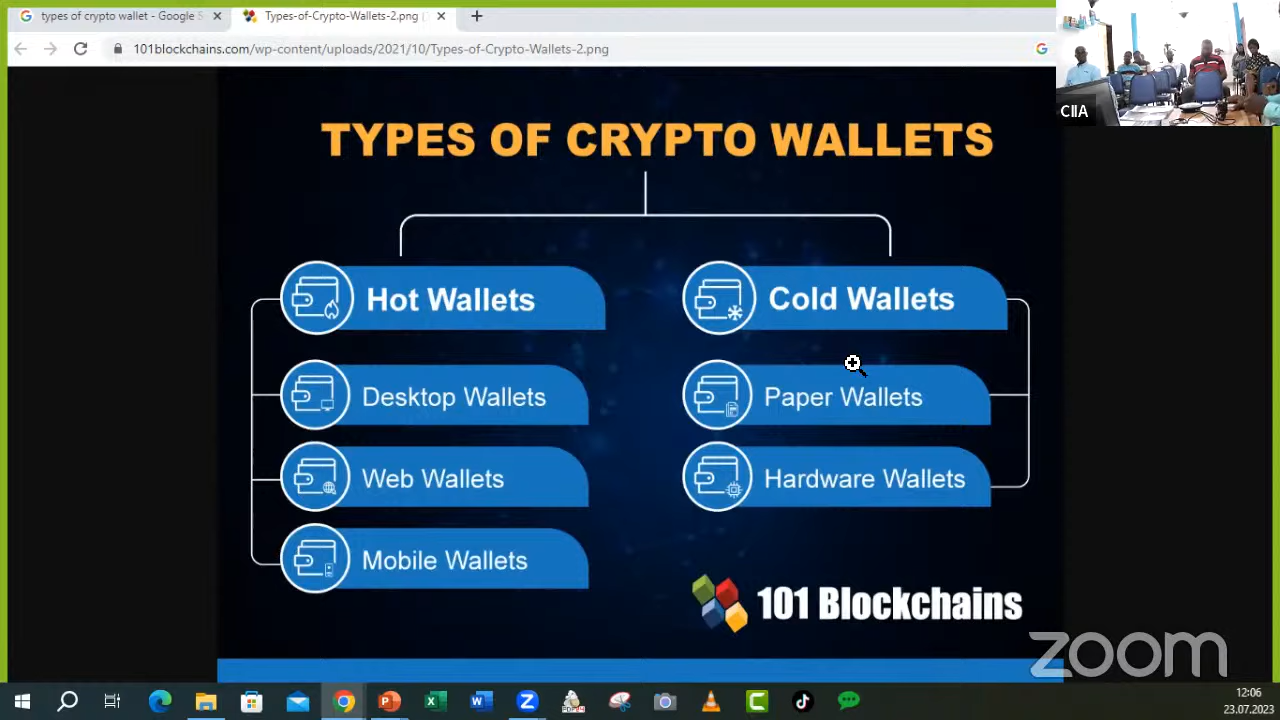 types of crypto wallet - Google S
Types-of-Crypto-Wallets-2.png (
101blockchains.com/wp-content/uploads/2021/10/Types-of-Crypto-Wallets-2.png
CIIA
TYPES OF CRYPTO WALLETS
Hot Wallets
Desktop Wallets
Web Wallets
Mobile Wallets
Cold Wallets
Paper Wallets
Hardware Wallets
101 Blockchains
zoom
12:06
23.07.2023